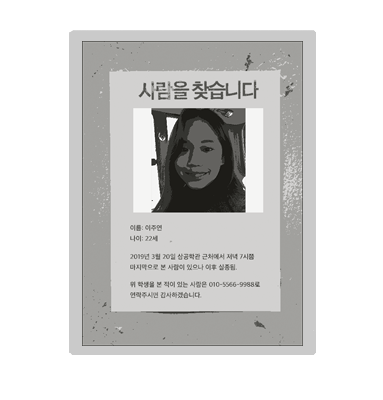 사람을 찾습니다
이름: 이주연
나이: 22세
2019년 3월 20일 상공학관 근처에서 저녁 7시쯤
마지막으로 본 사람이 있으나 이후 실종됨.
위 학생을 본 적이 있는 사람은 010-5566-9988로
연락주시면 감사하겠습니다.